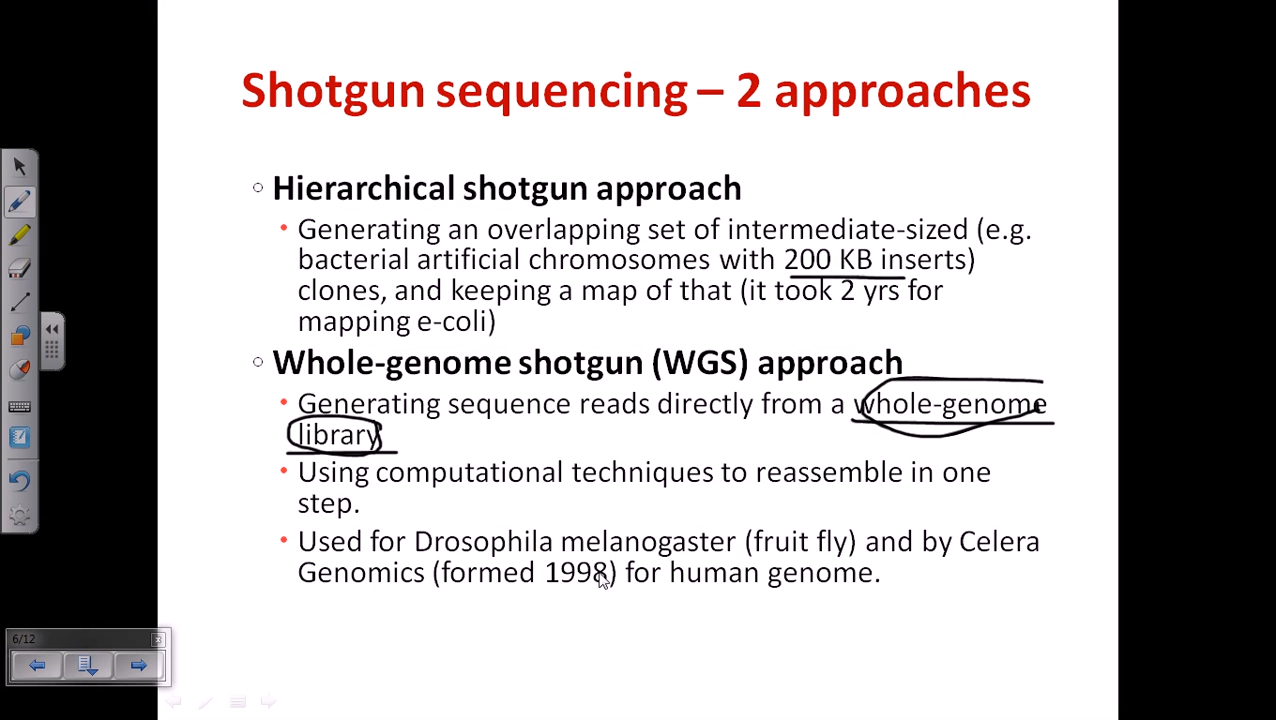 Shotgun sequencing – 2 approaches
Hierarchical shotgun approach
Generating an overlapping set of intermediate-sized (e.g.
bacterial artificial chromosomes with 200 KB inserts)
clones, and keeping a map of that (it took 2 yrs for
mapping e-coli)
Whole-genome shotgun (WGS) approach
Generating sequence reads directly from a whole-genome
library
Using computational techniques to reassemble in one
step.
Used for Drosophila melanogaster (fruit fly) and by Celera
Genomics (formed 1998) for human genome.
6/12